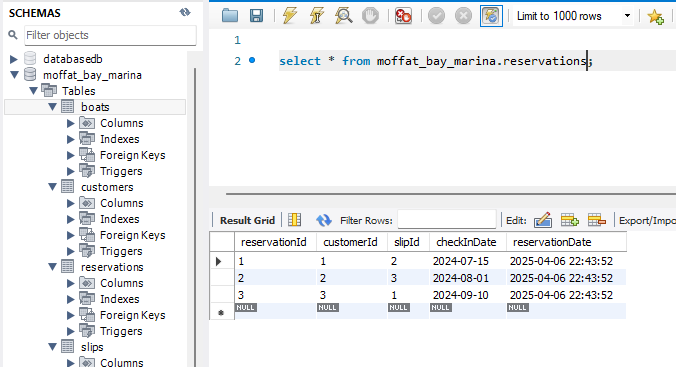 SCHEMAS
Filter objects
databasedb
moffat_bay_marina
Tables
boats
Columns
Indexes
Foreign Keys
Triggers
customers
Columns
Indexes
Foreign Keys
Triggers
reservations
Columns
Indexes
Foreign Keys
Triggers
slips
Columns
Limit to 1000 rows
1
2 select * from moffat_bay_marina.reservations;
Result Grid Filter Rows: Edit: Export/Impo
reservationId customerId slipId checkInDate reservationDate
1 1 2 2024-07-15 2025-04-06 22:43:52
2 2 3 2024-08-01 2025-04-06 22:43:52
3 3 1 2024-09-10 2025-04-06 22:43:52
NULL NULL NULL NULL NULL